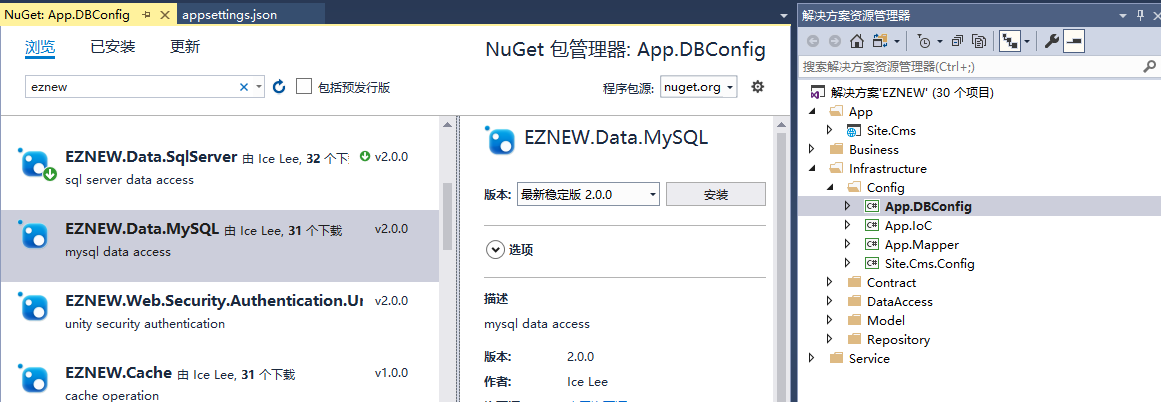 NuGet: App.DBConfig
appsettings.json
浏览
已安装
更新
NuGet 包管理器: App.DBConfig
eznew
包括预发行版
程序包源:
nuget.org
EZNEW.Data.SqlServer 由 Ice Lee, 32 个下
v2.0.0
sql server data access
EZNEW.Data.MySQL 由 Ice Lee, 31 个下载
v2.0.0
mysql data access
EZNEW.Web.Security.Authentication.Ur
v2.0.0
unity security authentication
EZNEW.Cache 由 Ice Lee, 31 个下载
v1.0.0
cache operation
EZNEW.Data.MySQL
版本:
最新稳定版 2.0.0
安装
选项
描述
mysql data access
版本:
2.0.0
作者:
Ice Lee
解决方案资源管理器
搜索解决方案资源管理器(Ctrl+;)
解决方案'EZNEW' (30 个项目)
App
Site.Cms
Business
Infrastructure
Config
C# App.DBConfig
C# App.IoC
C# App.Mapper
C# Site.Cms.Config
Contract
DataAccess
Model
Repository
Service